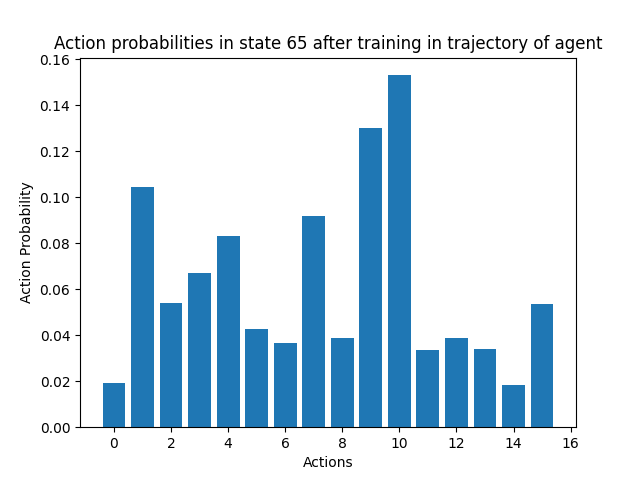 Action probabilities in state 65 after training in trajectory of agent
0.16
0.14
0.12
0.10
0.08
0.06
0.04
0.02
0.00
Action Probability
0 2 4 6 8 10 12 14 16
Actions